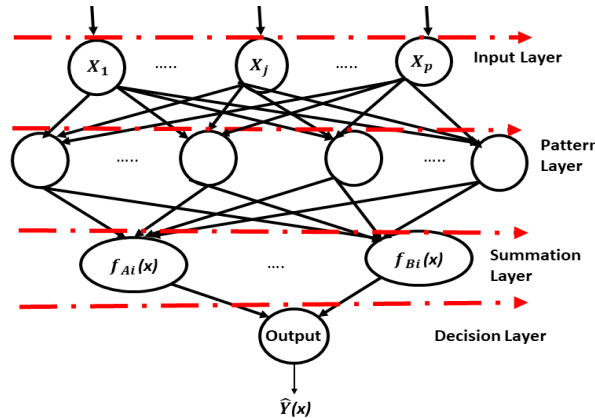 X1 ..... Xj ..... Xp
Input Layer
..... ..... .....
Pattern
Layer
fAi(x) .... fBi(x)
Summation
Layer
Output
Decision Layer
Ŷ(x)